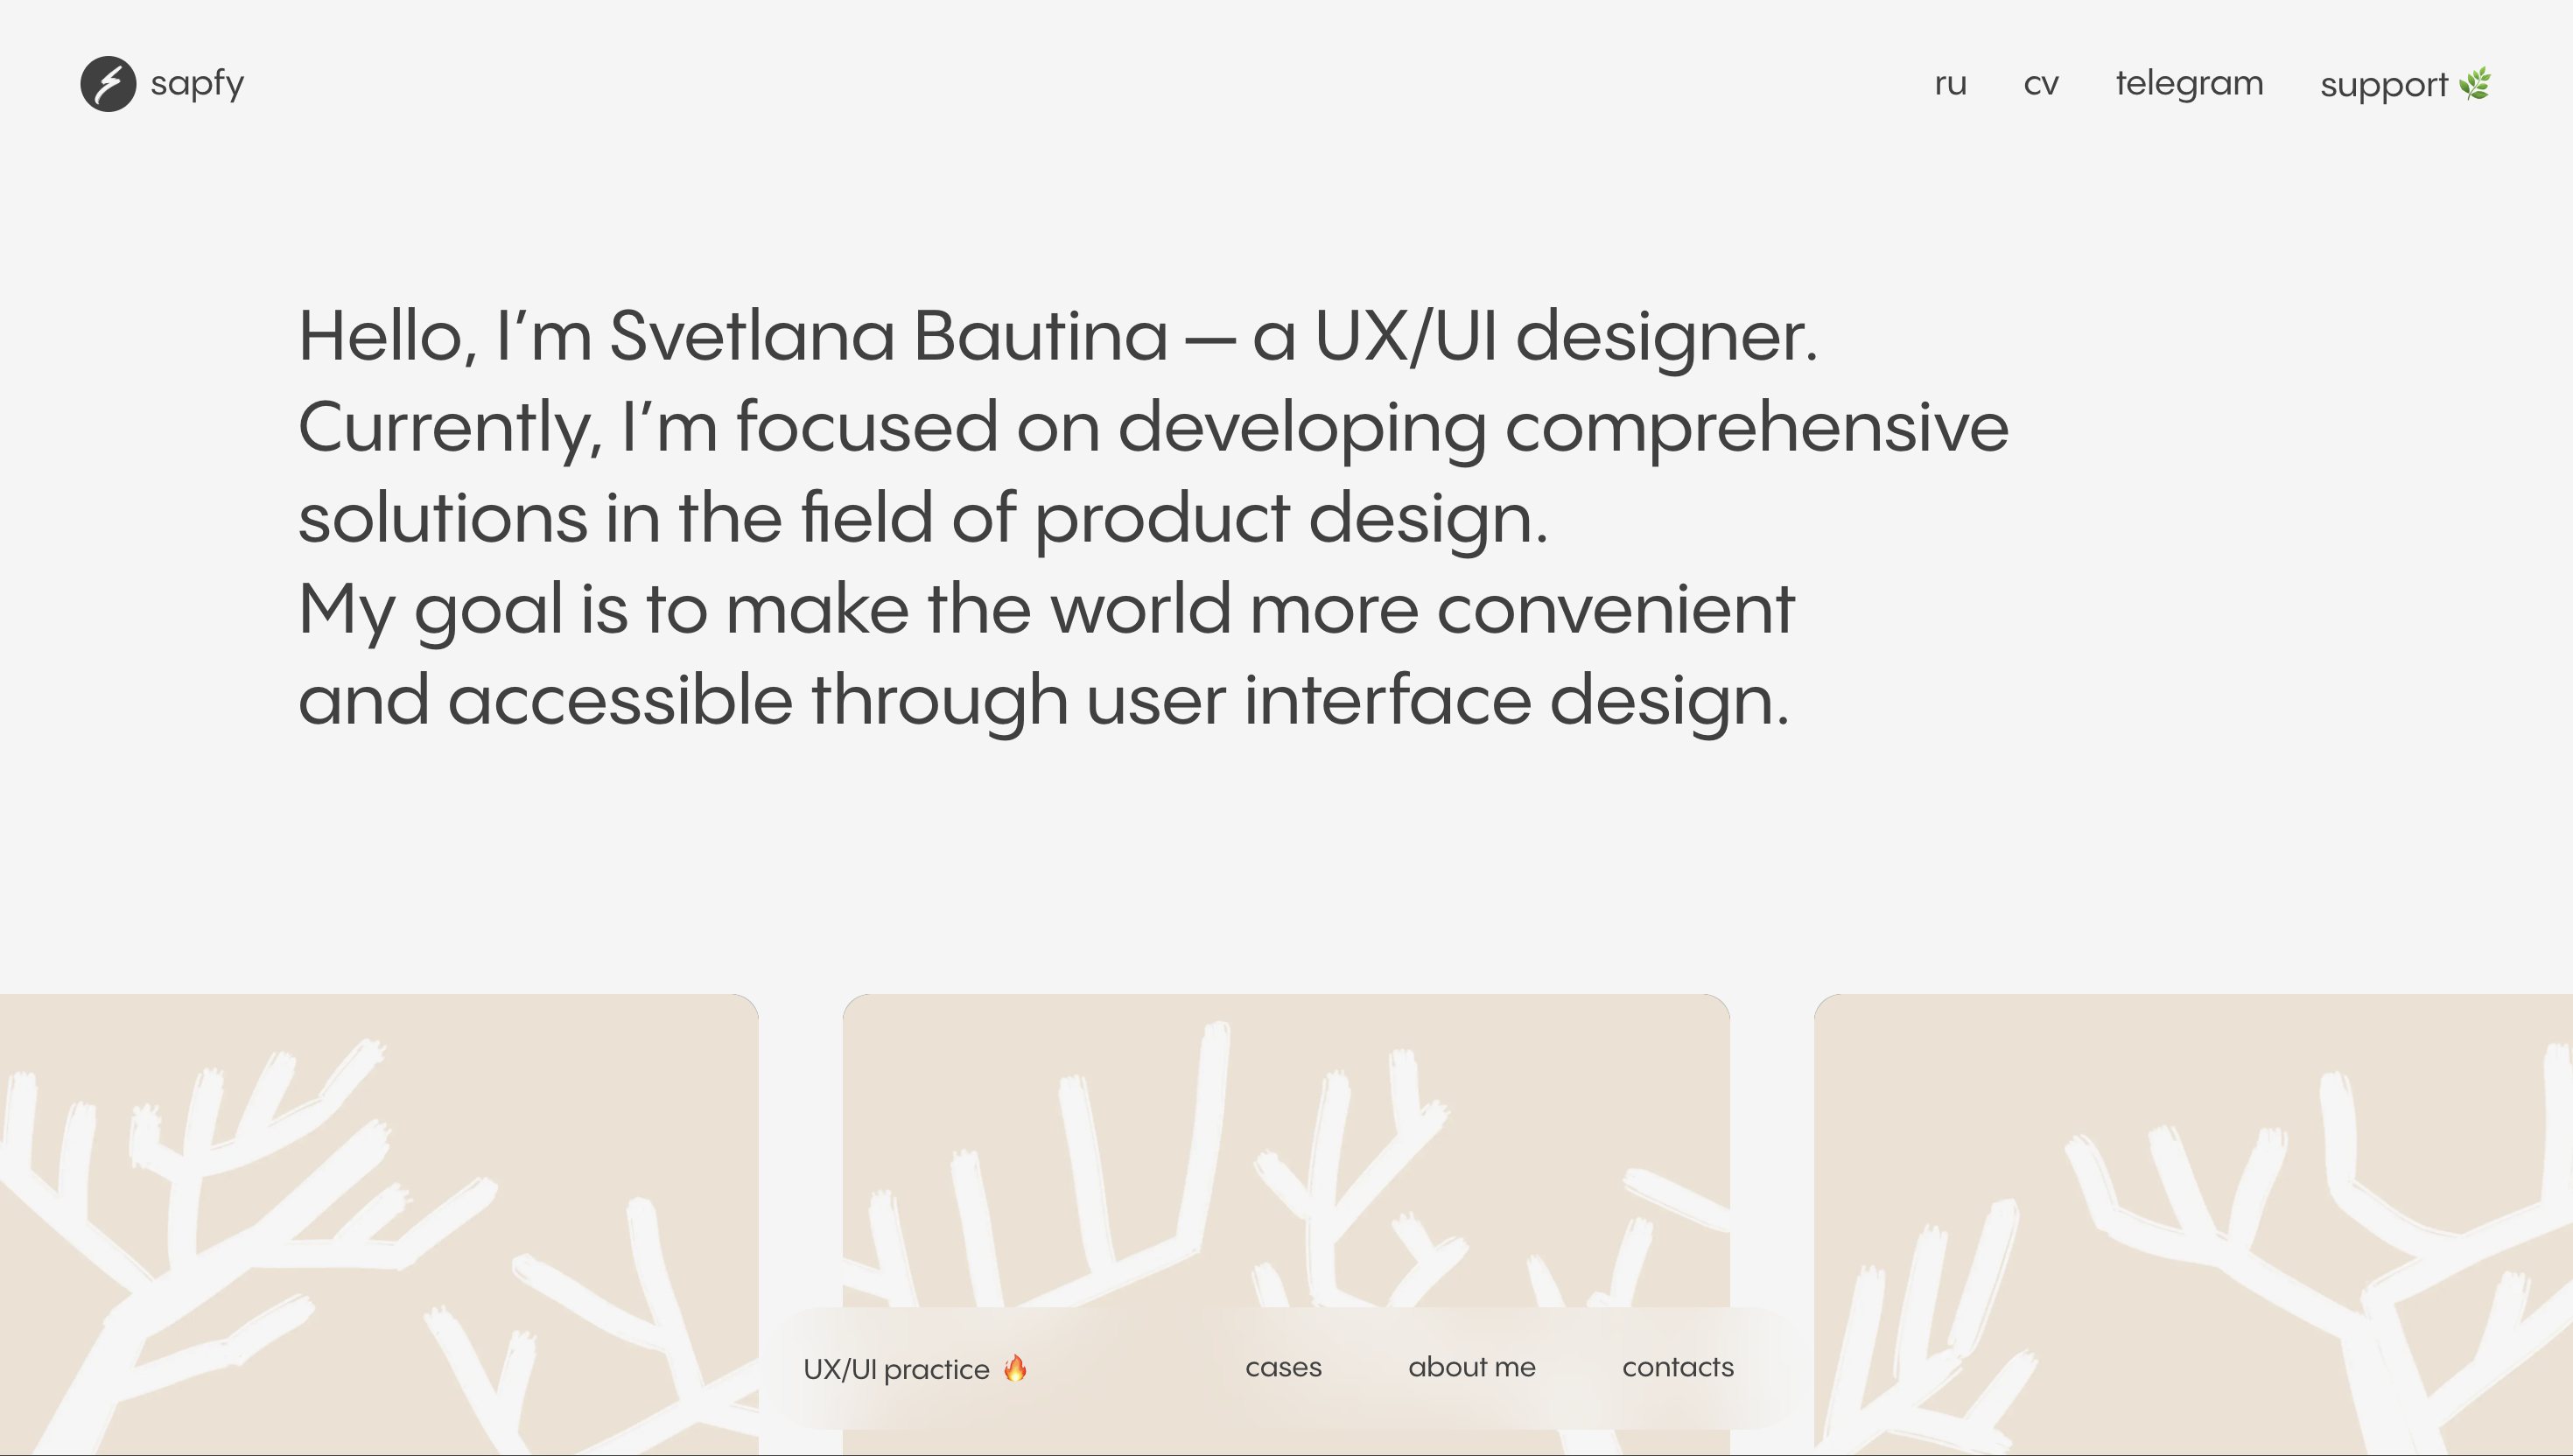 sapfy
ru cv telegram support 🌿
Hello, I’m Svetlana Bautina — a UX/UI designer.
Currently, I’m focused on developing comprehensive
solutions in the field of product design.
My goal is to make the world more convenient
and accessible through user interface design.
UX/UI practice 🔥 cases about me contacts